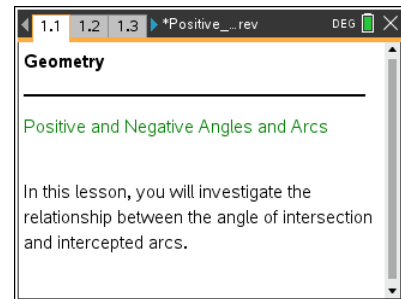 1.1 1.2 1.3 *Positive_...rev DEG
Geometry
Positive and Negative Angles and Arcs
In this lesson, you will investigate the
relationship between the angle of intersection
and intercepted arcs.